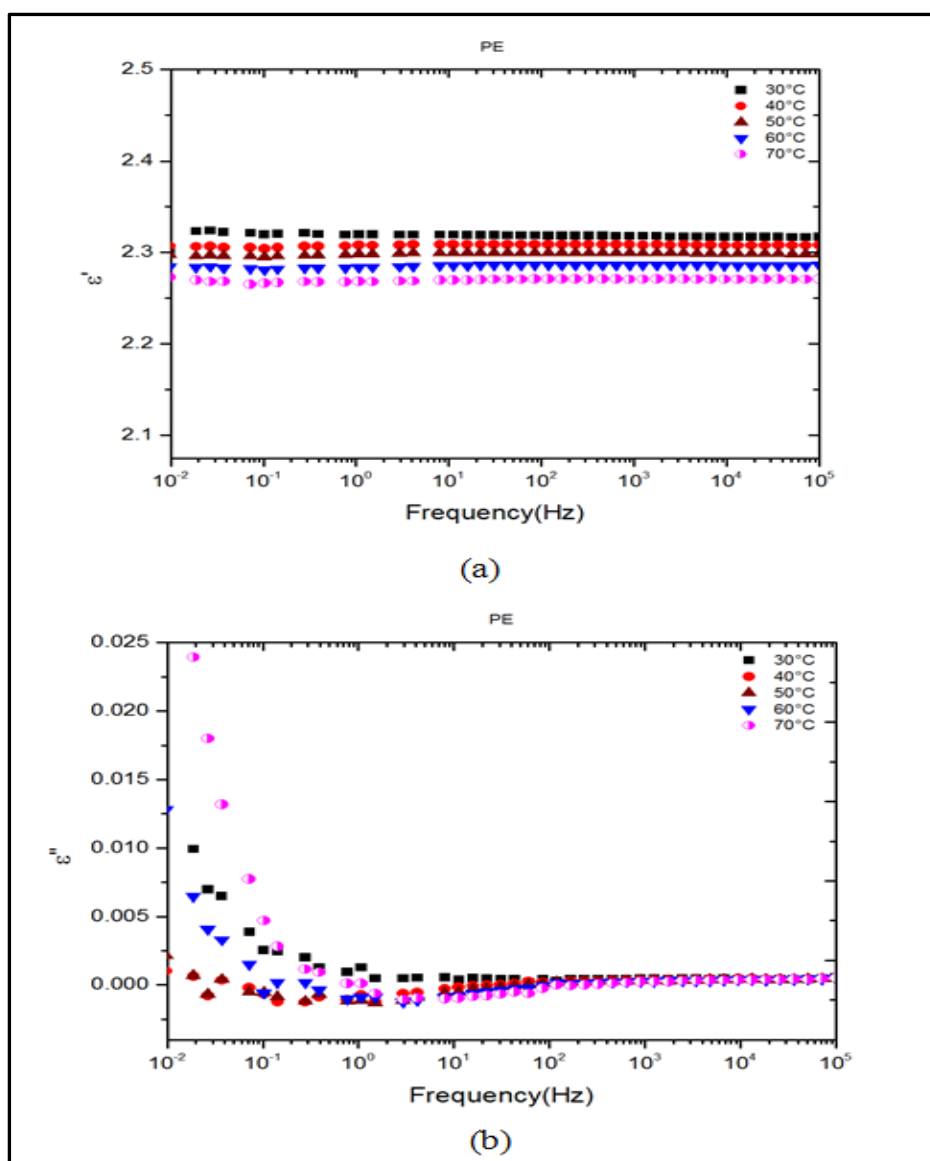 PE
2.5
30°C
40°C
50°C
2.4
60°C
70°C
2.3
ε'
2.2
2.1
10⁻² 10⁻¹ 10⁰ 10¹ 10² 10³ 10⁴ 10⁵
Frequency(Hz)
(a)
PE
0.025
30°C
40°C
50°C
0.020
60°C
70°C
0.015
0.010
ε"
0.005
0.000
10⁻² 10⁻¹ 10⁰ 10¹ 10² 10³ 10⁴ 10⁵
Frequency(Hz)
(b)